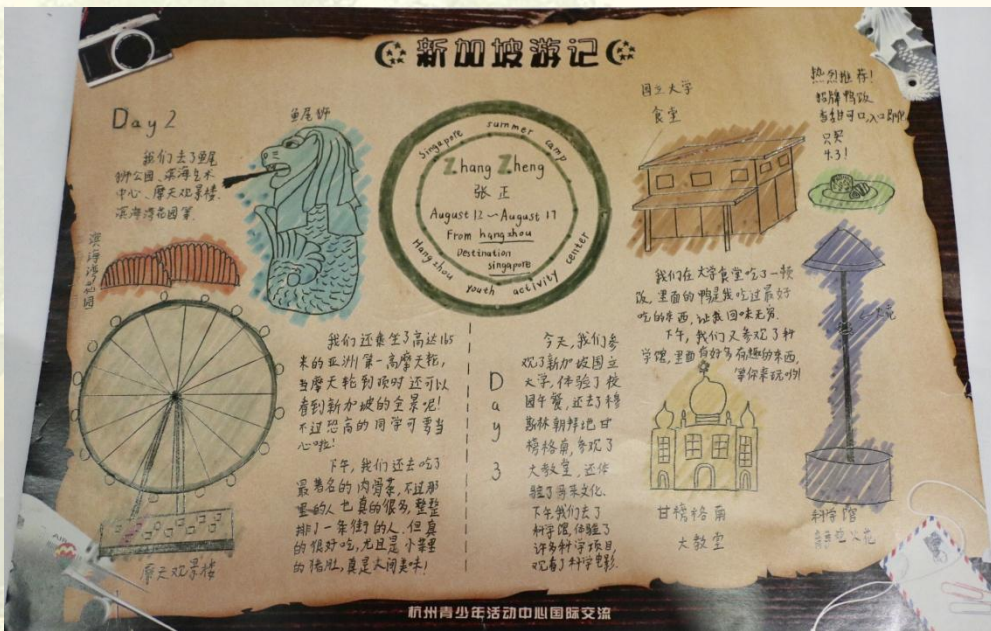 新加坡游记
Day 2
我们去了鱼尾
狮公园、滨海艺术
中心、摩天观景楼、
滨海湾花园等.
鱼尾狮
滨海湾花园
摩天观景楼
Singapore summer camp
Zhang Zheng
张正
August 12~August 17
From hangzhou
Destination
singapore
Hangzhou youth activity center
我们还乘坐了高达165
米的亚洲第一高摩天轮,
当摩天轮到顶时还可以
看到新加坡的全景呢!
不过恐高的同学可要当
心啦!
下午,我们还去吃了
最著名的肉骨茶,不过那
里的人也真的很多,整整
排了一条街的人.但真
的很好吃,尤其是小菜里
的猪肚,真是人间美味!
Day 3
今天,我们参
观了新加坡国立
大学,体验了校
园午餐,还去了穆
斯林朝拜地甘
榜格南,参观了
大教堂,还体
验了马来文化.
下午我们去了
科学馆,体验了
许多科学项目,
观看了科学电影.
国立大学
食堂
热烈推荐!
招牌鸭饭
香甜可口,入口即化
只要
4.3!
我们在大学食堂吃了一顿
饭,里面的鸭是我吃过最好
吃的东西,让我回味无穷.
下午,我们又参观了科
学馆,里面有好多有趣的东西,
等你来玩哟!
甘榜格南
大教堂
科学馆
杭州青少年活动中心国际交流